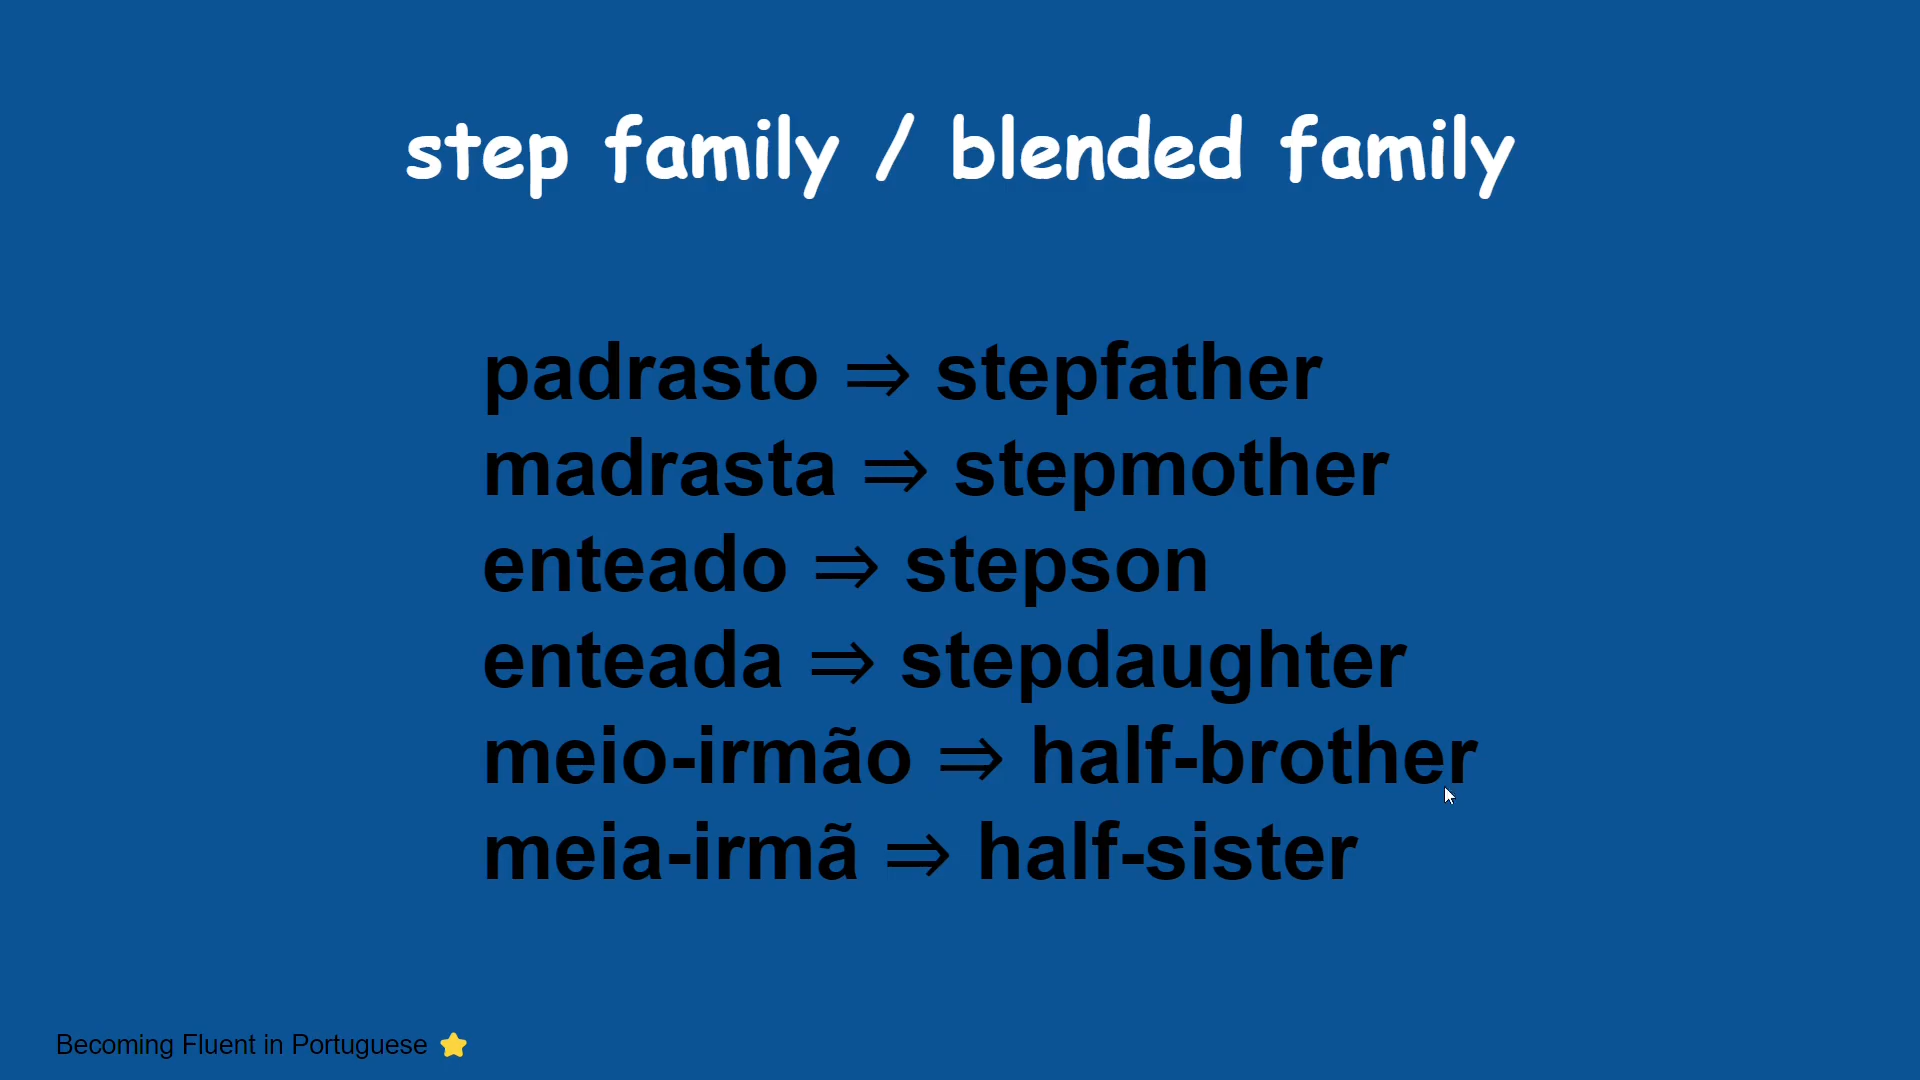 step family / blended family
padrasto ⇒ stepfather
madrasta ⇒ stepmother
enteado ⇒ stepson
enteada ⇒ stepdaughter
meio-irmão ⇒ half-brother
meia-irmã ⇒ half-sister
Becoming Fluent in Portuguese